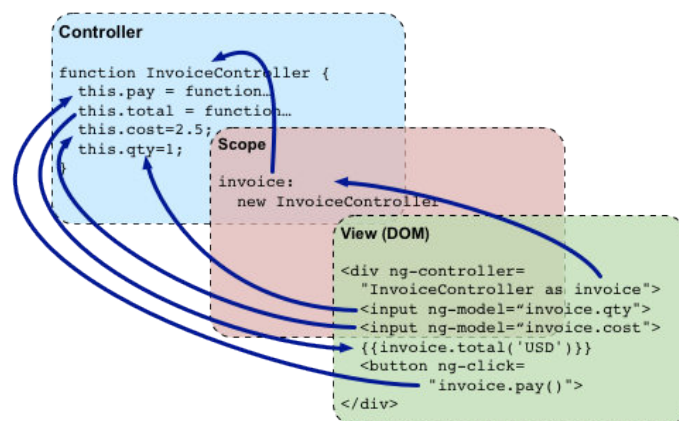 Controller
function InvoiceController {
this.pay = function…
this.total = function…
this.cost=2.5;
this.qty=1;
}
Scope
invoice:
new InvoiceController
View (DOM)
<div ng-controller=
"InvoiceController as invoice">
<input ng-model=“invoice.qty">
<input ng-model=“invoice.cost">
{{invoice.total('USD')}}
<button ng-click=
"invoice.pay()">
</div>